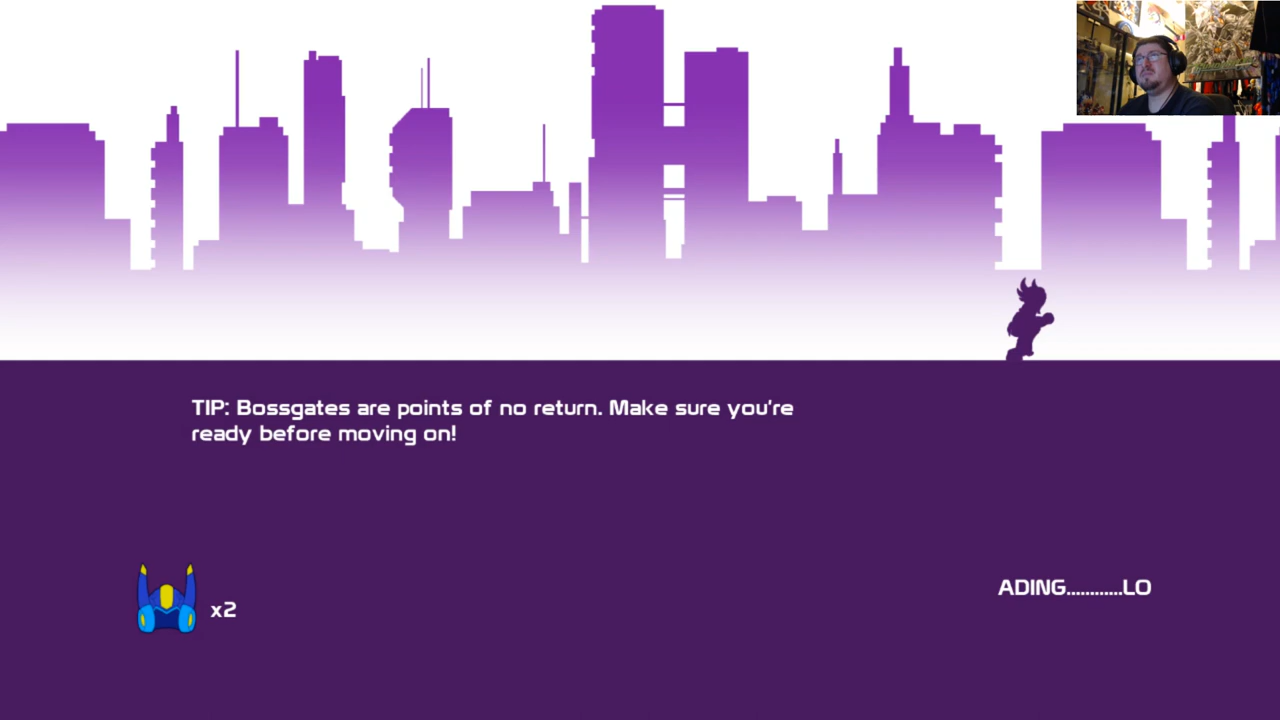 TIP: Bossgates are points of no return. Make sure you're
ready before moving on!
x2
ADING............LO